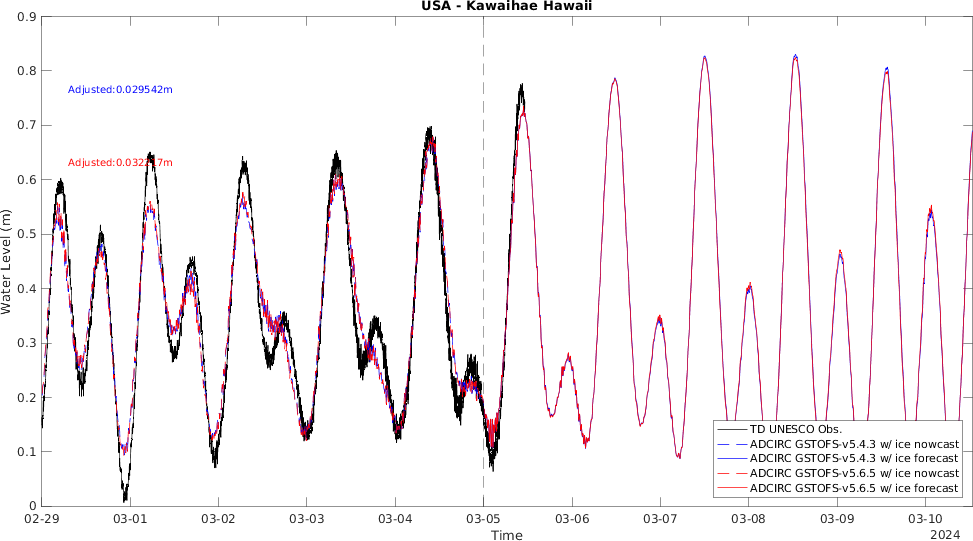 USA - Kawaihae Hawaii
0.9
0.8
Adjusted:0.029542m
0.7
Adjusted:
0.6
0.5
Water Level (m)
0.4
0.3
0.2
TD UNESCO Obs.
ADCIRC GSTOFS-v5.4.3 w/ ice nowcast
0.1
ADCIRC GSTOFS-v5.4.3 w/ ice forecast
ADCIRC GSTOFS-v5.6.5 w/ ice nowcast
ADCIRC GSTOFS-v5.6.5 w/ ice forecast
0
02-29 03-01 03-02 03-03 03-04 03-05 03-06 03-07 03-08 03-09 03-10
Time
2024